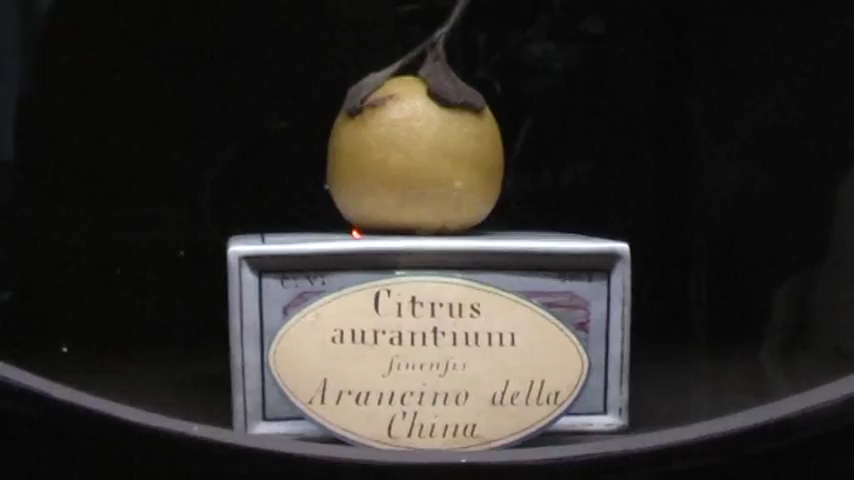 Citrus
aurantium
ſinenſis
Arancino della
China